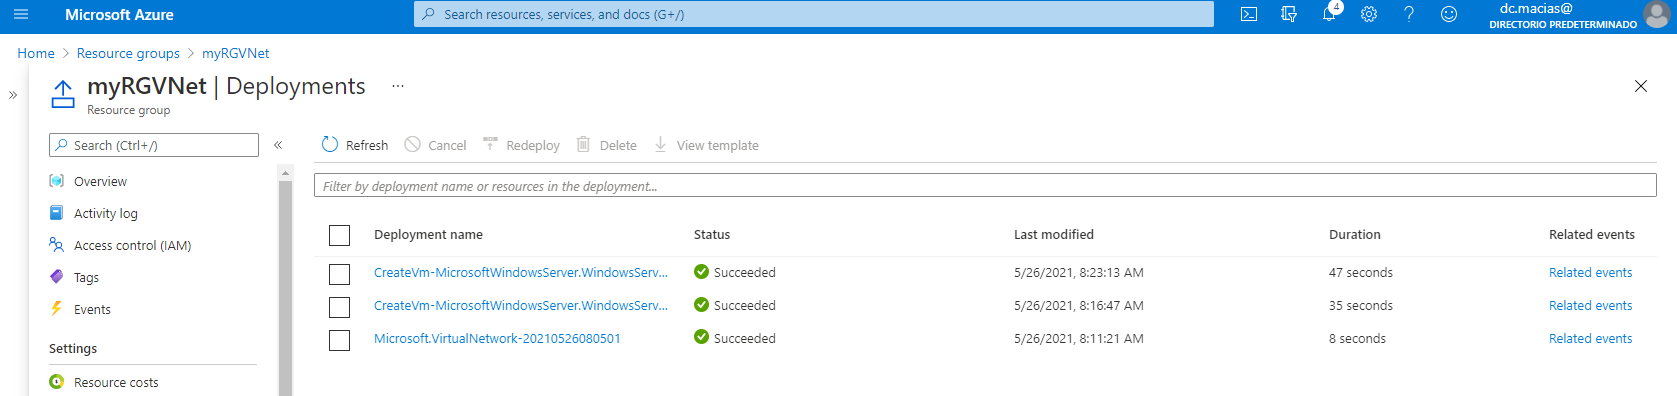 Microsoft Azure
Search resources, services, and docs (G+/)
4
dc.macias@
DIRECTORIO PREDETERMINADO
Home > Resource groups > myRGVNet
»
myRGVNet | Deployments ...
Resource group
Search (Ctrl+/)
«
Overview
Activity log
Access control (IAM)
Tags
Events
Settings
Resource costs
Refresh Cancel Redeploy Delete View template
Filter by deployment name or resources in the deployment...
Deployment name Status Last modified Duration Related events
CreateVm-MicrosoftWindowsServer.WindowsServ... Succeeded 5/26/2021, 8:23:13 AM 47 seconds Related events
CreateVm-MicrosoftWindowsServer.WindowsServ... Succeeded 5/26/2021, 8:16:47 AM 35 seconds Related events
Microsoft.VirtualNetwork-20210526080501 Succeeded 5/26/2021, 8:11:21 AM 8 seconds Related events